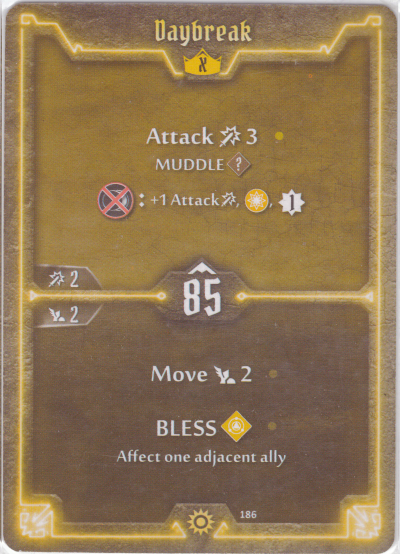 Daybreak
X
Attack 3
MUDDLE ?
: +1 Attack, , 1
2
85
2
Move 2
BLESS
Affect one adjacent ally
186